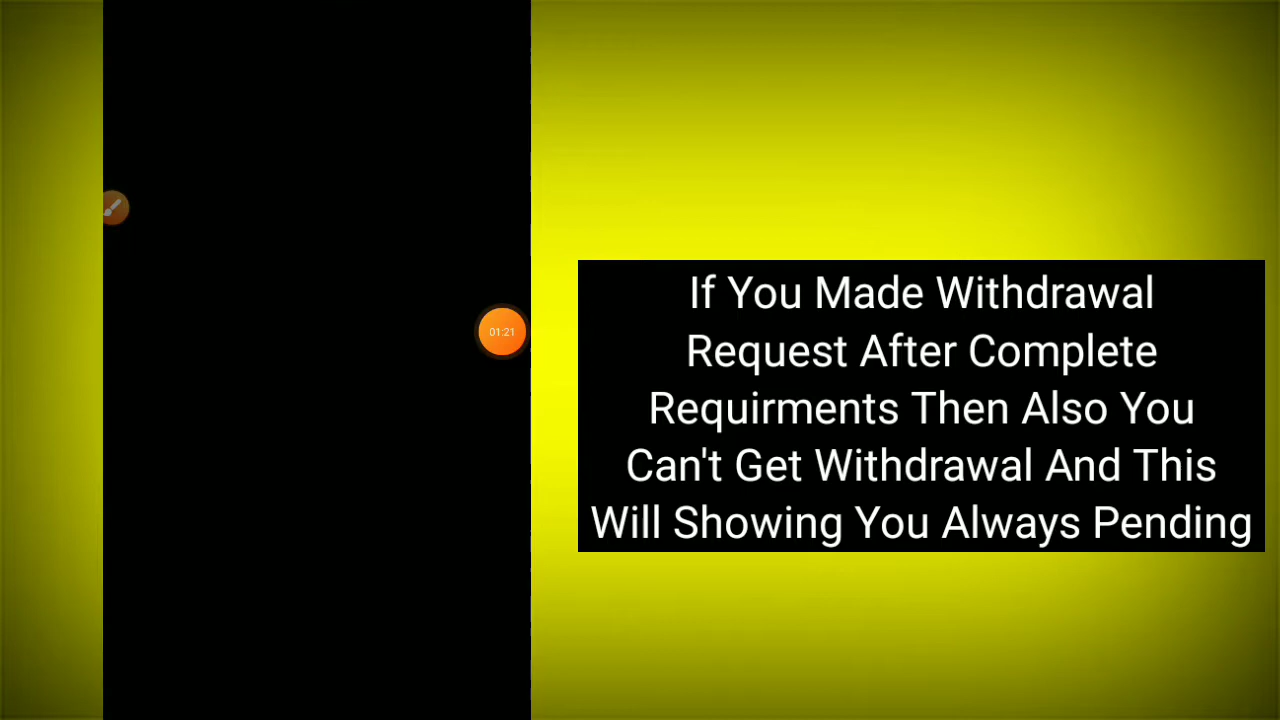 01:21
If You Made Withdrawal
Request After Complete
Requirments Then Also You
Can't Get Withdrawal And This
Will Showing You Always Pending